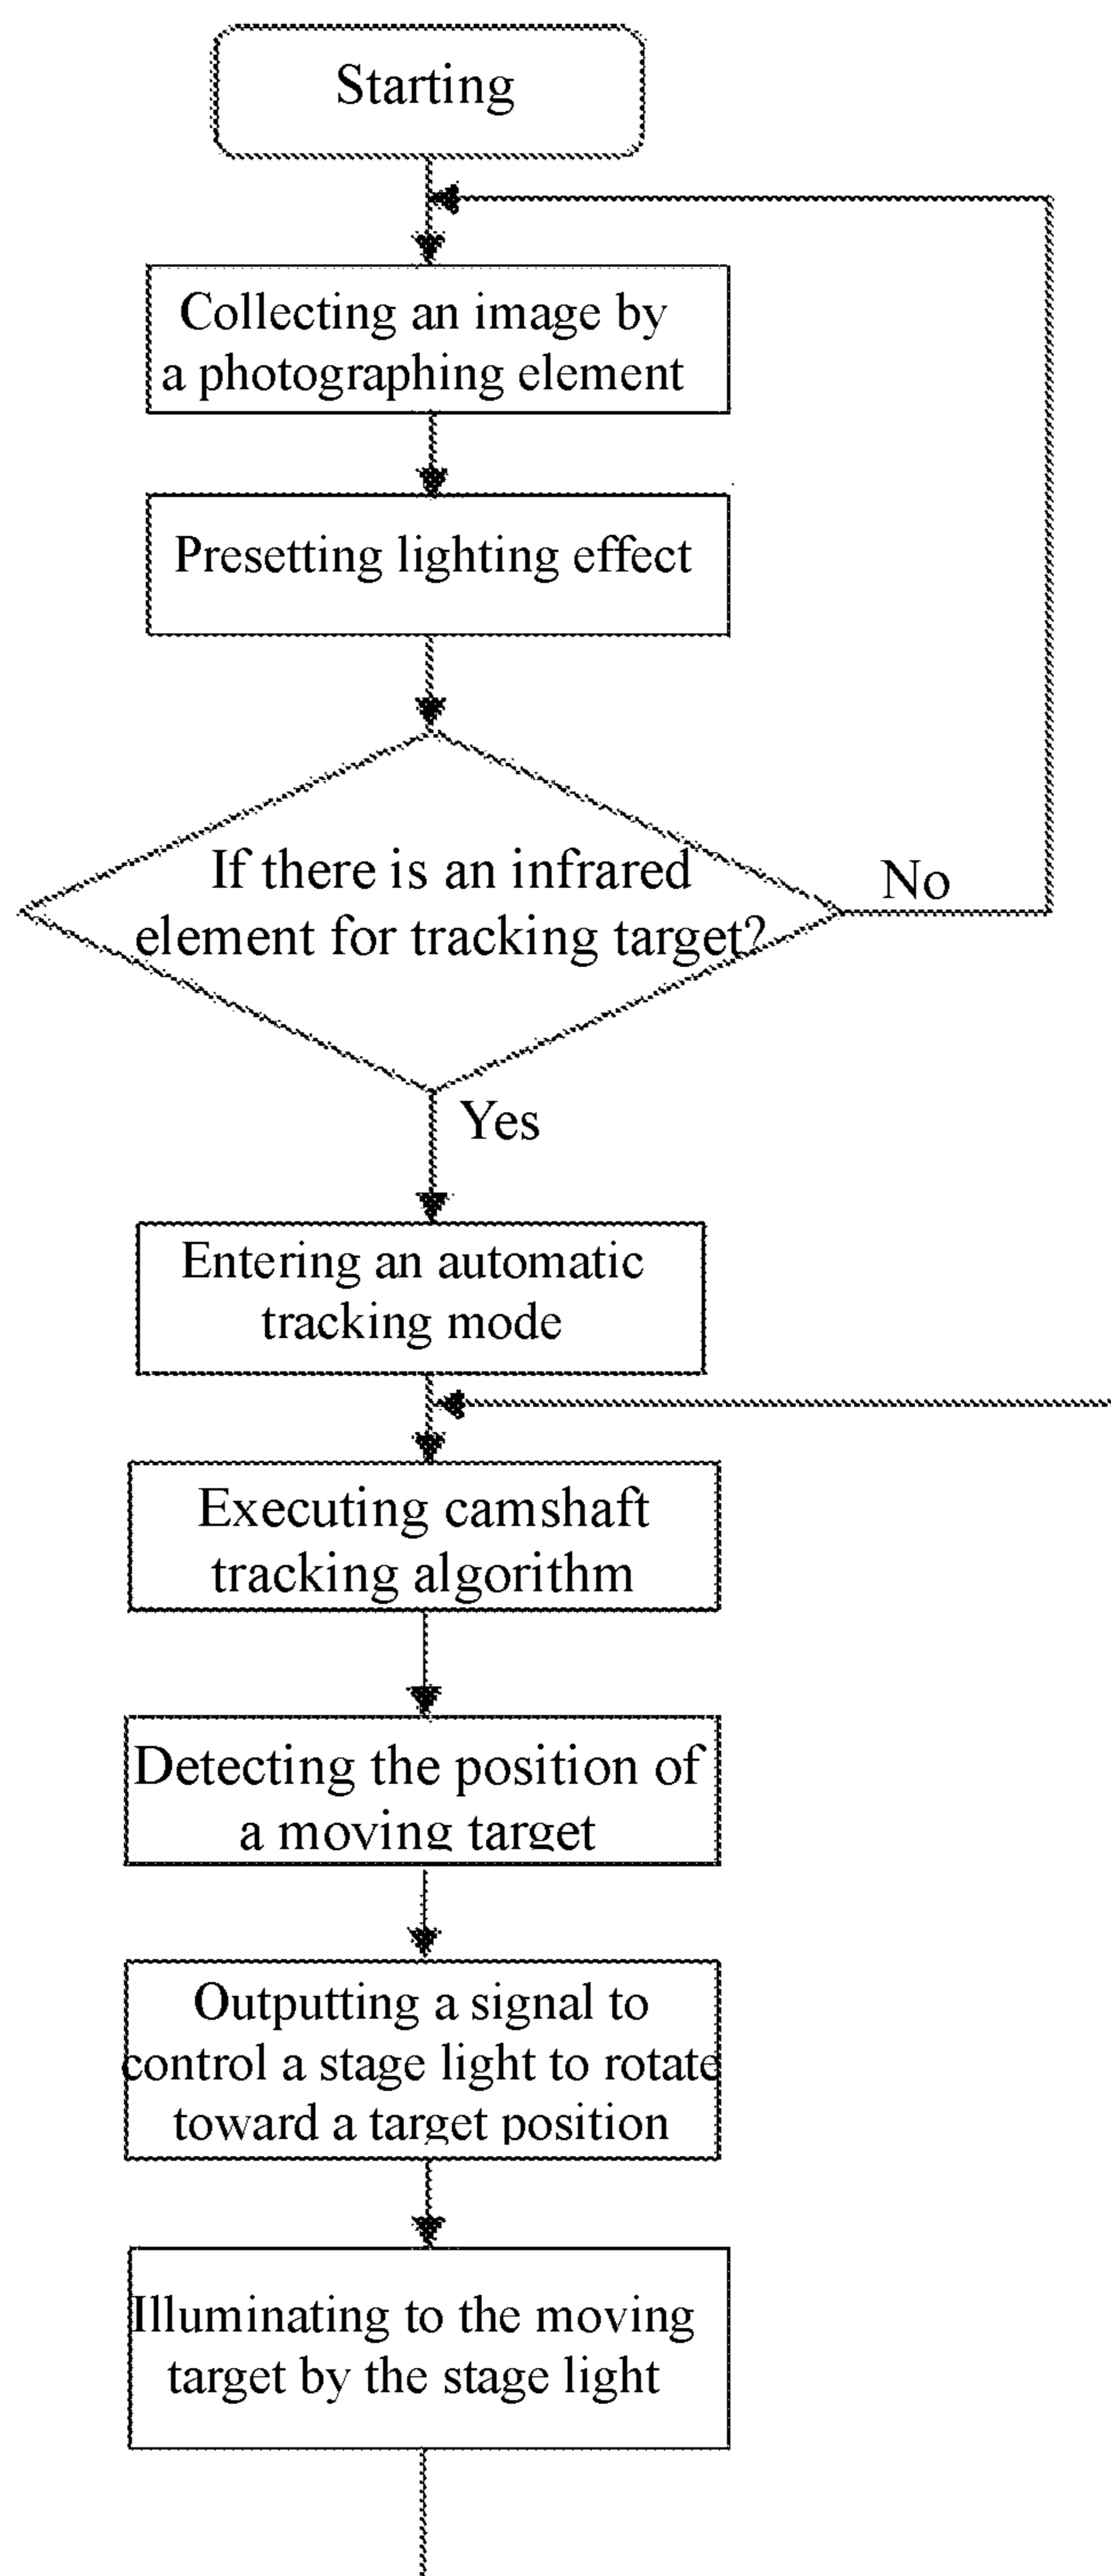 Starting
Collecting an image by
a photographing element
Presetting lighting effect
If there is an infrared
element for tracking target?
No
Yes
Entering an automatic
tracking mode
Executing camshaft
tracking algorithm
Detecting the position of
a moving target
Outputting a signal to
control a stage light to rotate
toward a target position
Illuminating to the moving
target by the stage light